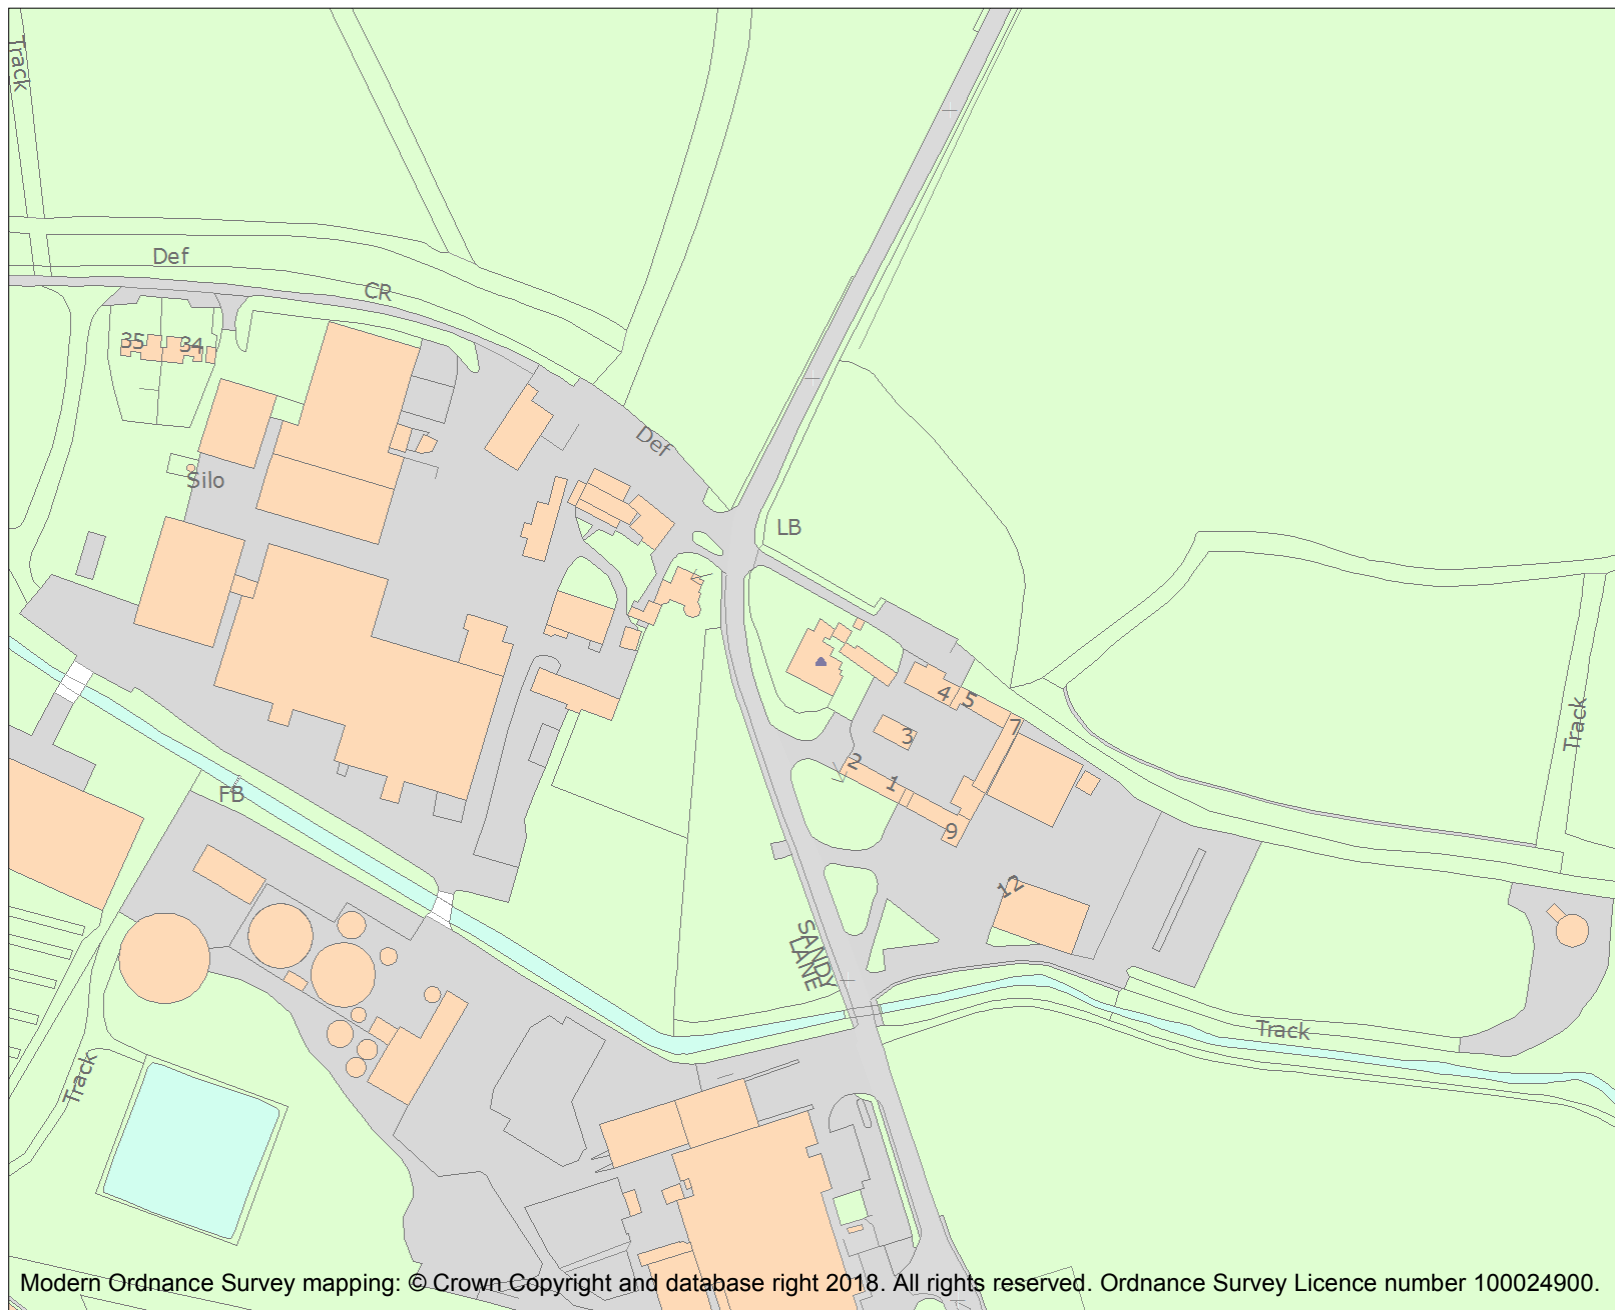 Track
Def
CR
35
34
Def
Silo
LB
4
5
7
3
2
1
9
12
Track
FB
SANDY
LANE
Track
Track
Modern Ordnance Survey mapping: © Crown Copyright and database right 2018. All rights reserved. Ordnance Survey Licence number 100024900.